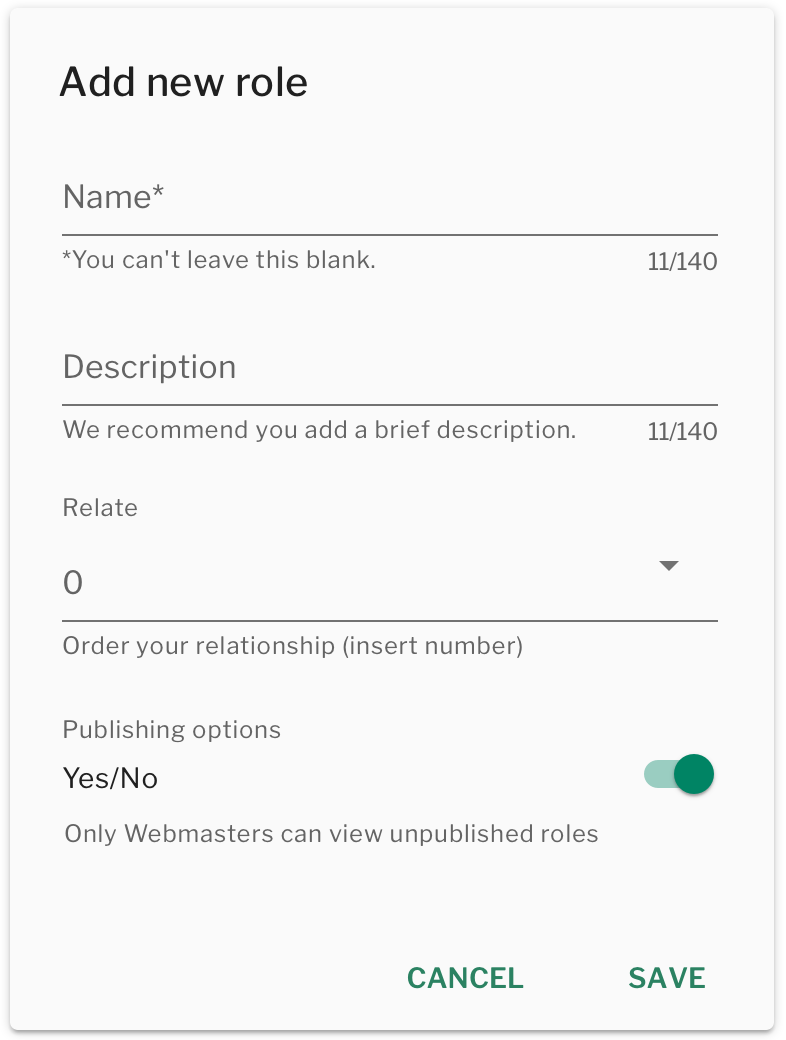 Add new role
Name*
*You can't leave this blank. 11/140
Description
We recommend you add a brief description. 11/140
Relate
0
Order your relationship (insert number)
Publishing options
Yes/No
Only Webmasters can view unpublished roles
CANCEL SAVE